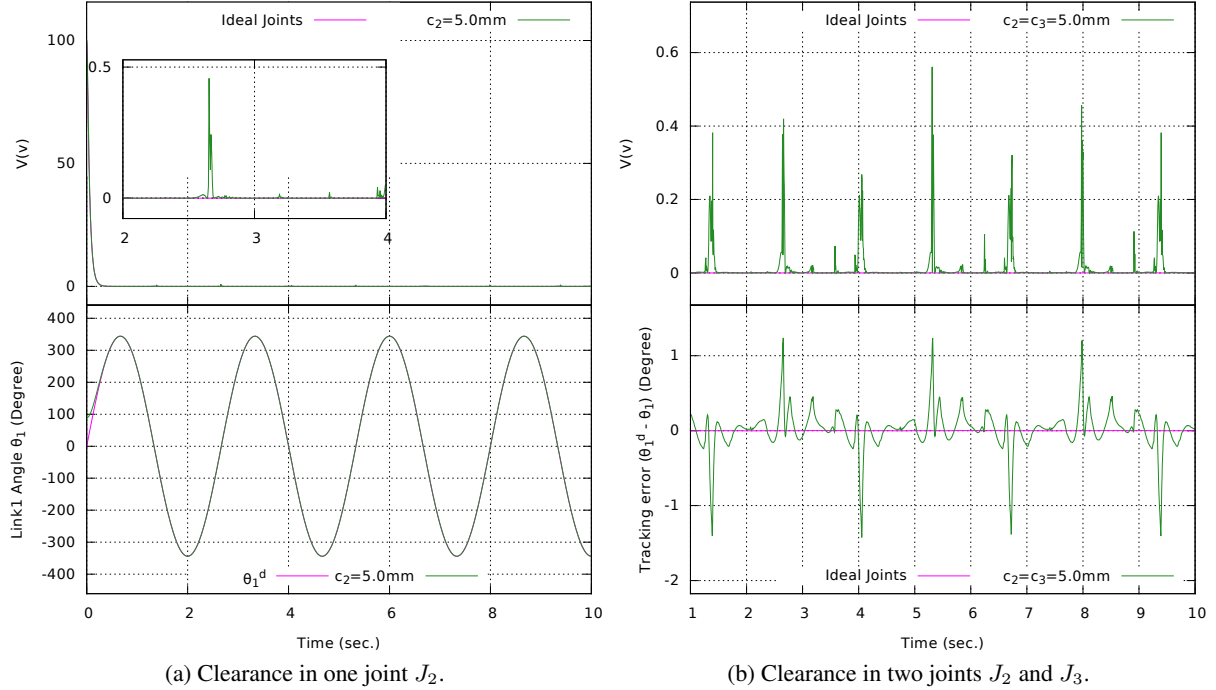 Ideal Joints
c2=5.0mm
V(v)
100
50
0
0.5
0
2
3
4
Link1 Angle θ1 (Degree)
400
300
200
100
0
-100
-200
-300
-400
θ1d
c2=5.0mm
0
2
4
6
8
10
Time (sec.)
(a) Clearance in one joint J2.
Ideal Joints
c2=c3=5.0mm
V(v)
0.6
0.4
0.2
0
Tracking error (θ1d - θ1) (Degree)
1
0
-1
-2
Ideal Joints
c2=c3=5.0mm
1
2
3
4
5
6
7
8
9
10
Time (sec.)
(b) Clearance in two joints J2 and J3.